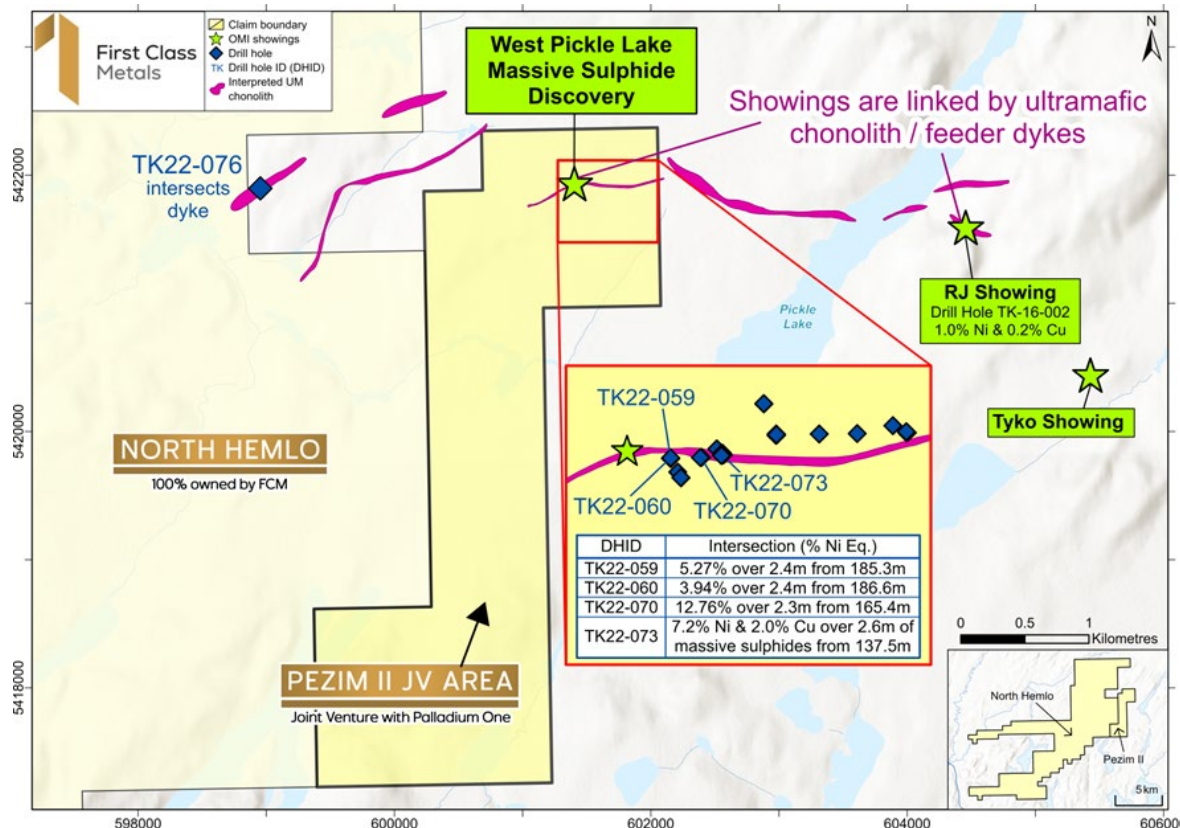 First Class
Metals
Claim boundary
OMI showings
Drill hole
TK Drill hole ID (DHID)
Interpreted UM
chonolith
West Pickle Lake
Massive Sulphide
Discovery
N
Showings are linked by ultramafic
chonolith / feeder dykes
TK22-076
intersects
dyke
5422000
5420000
5418000
RJ Showing
Drill Hole TK-16-002
1.0% Ni & 0.2% Cu
Pickle
Lake
Tyko Showing
NORTH HEMLO
100% owned by FCM
TK22-059
TK22-073
TK22-060
TK22-070
DHID Intersection (% Ni Eq.)
TK22-059 5.27% over 2.4m from 185.3m
TK22-060 3.94% over 2.4m from 186.6m
TK22-070 12.76% over 2.3m from 165.4m
TK22-073 7.2% Ni & 2.0% Cu over 2.6m of
massive sulphides from 137.5m
0 0.5 1
Kilometres
PEZIM II JV AREA
Joint Venture with Palladium One
North Hemlo
Pezim II
5km
598000 600000 602000 604000 606000